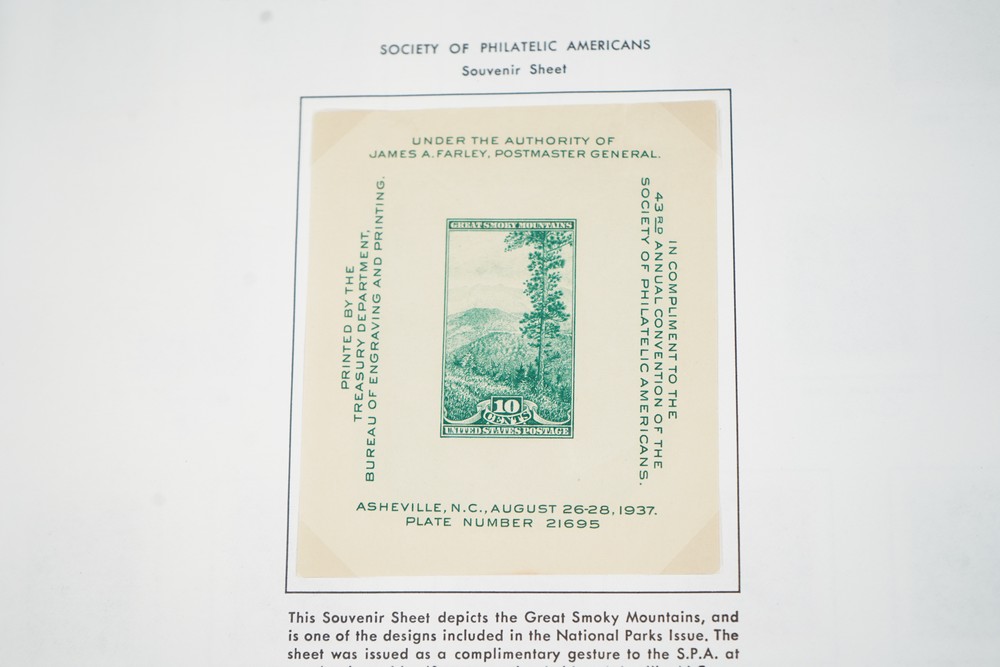 SOCIETY OF PHILATELIC AMERICANS
Souvenir Sheet
UNDER THE AUTHORITY OF
JAMES A. FARLEY, POSTMASTER GENERAL.
PRINTED BY THE
TREASURY DEPARTMENT,
BUREAU OF ENGRAVING AND PRINTING.
GREAT SMOKY MOUNTAINS
10
CENTS
UNITED STATES POSTAGE
IN COMPLIMENT TO THE
43RD ANNUAL CONVENTION OF THE
SOCIETY OF PHILATELIC AMERICANS.
ASHEVILLE, N.C., AUGUST 26-28, 1937.
PLATE NUMBER 21695
This Souvenir Sheet depicts the Great Smoky Mountains, and
is one of the designs included in the National Parks Issue. The
sheet was issued as a complimentary gesture to the S.P.A. at